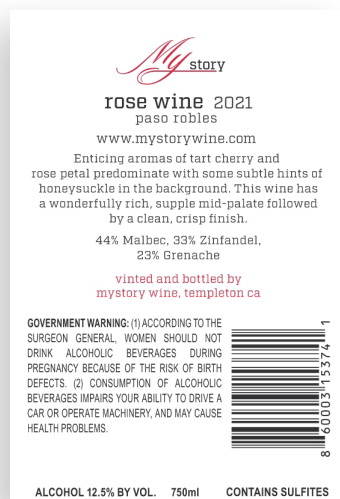 My story
rose wine 2021
paso robles
www.mystorywine.com
Enticing aromas of tart cherry and
rose petal predominate with some subtle hints of
honeysuckle in the background. This wine has
a wonderfully rich, supple mid-palate followed
by a clean, crisp finish.
44% Malbec, 33% Zinfandel,
23% Grenache
vinted and bottled by
mystory wine, templeton ca
GOVERNMENT WARNING: (1) ACCORDING TO THE
SURGEON GENERAL, WOMEN SHOULD NOT
DRINK ALCOHOLIC BEVERAGES DURING
PREGNANCY BECAUSE OF THE RISK OF BIRTH
DEFECTS. (2) CONSUMPTION OF ALCOHOLIC
BEVERAGES IMPAIRS YOUR ABILITY TO DRIVE A
CAR OR OPERATE MACHINERY, AND MAY CAUSE
HEALTH PROBLEMS.
8 60003 15374 1
ALCOHOL 12.5% BY VOL. 750ml CONTAINS SULFITES